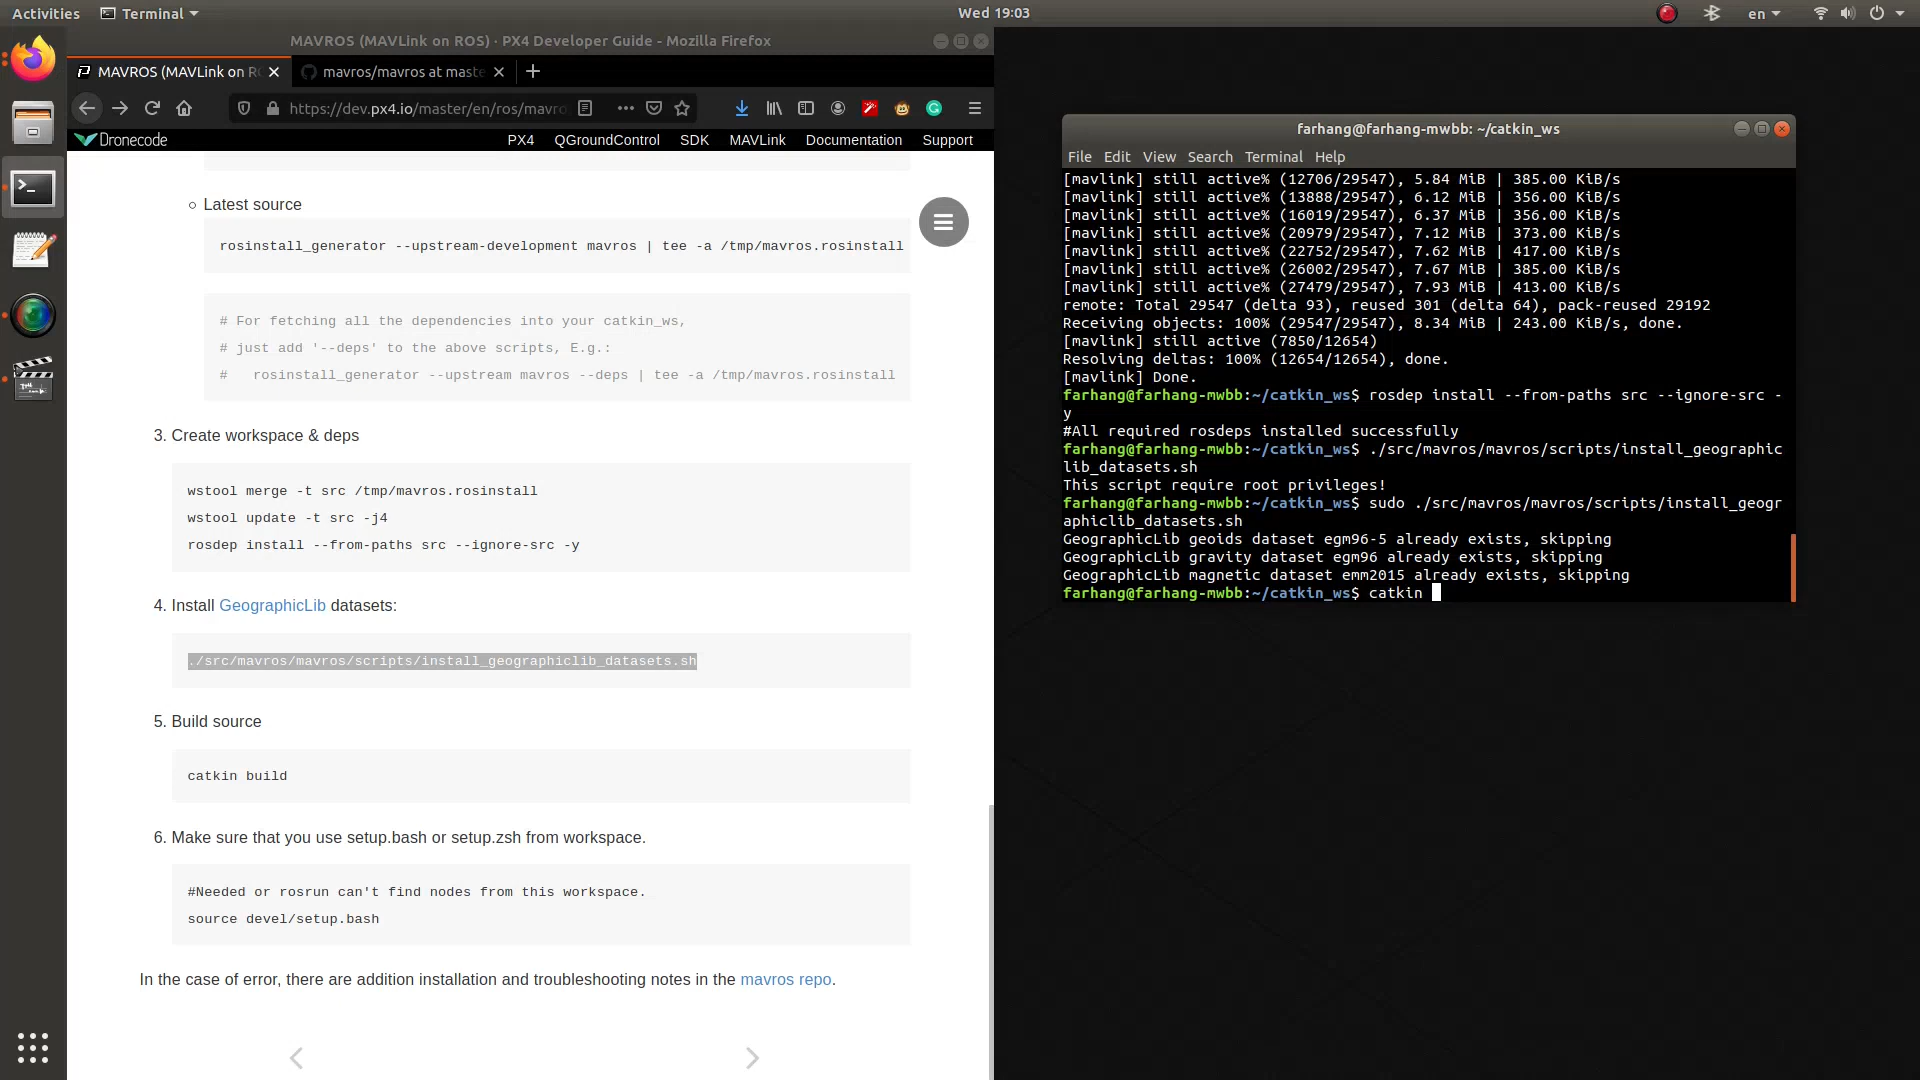 Activities
Terminal
Wed 19:03
en
MAVROS (MAVLink on ROS) · PX4 Developer Guide - Mozilla Firefox
MAVROS (MAVLink on RO
mavros/mavros at maste
https://dev.px4.io/master/en/ros/mavro
Dronecode
PX4 QGroundControl SDK MAVLink Documentation Support
Latest source
rosinstall_generator --upstream-development mavros | tee -a /tmp/mavros.rosinstall
# For fetching all the dependencies into your catkin_ws,
# just add '--deps' to the above scripts, E.g.:
#   rosinstall_generator --upstream mavros --deps | tee -a /tmp/mavros.rosinstall
3. Create workspace & deps
wstool merge -t src /tmp/mavros.rosinstall
wstool update -t src -j4
rosdep install --from-paths src --ignore-src -y
4. Install GeographicLib datasets:
./src/mavros/mavros/scripts/install_geographiclib_datasets.sh
5. Build source
catkin build
6. Make sure that you use setup.bash or setup.zsh from workspace.
#Needed or rosrun can't find nodes from this workspace.
source devel/setup.bash
In the case of error, there are addition installation and troubleshooting notes in the mavros repo.
farhang@farhang-mwbb: ~/catkin_ws
File Edit View Search Terminal Help
[mavlink] still active% (12706/29547), 5.84 MiB | 385.00 KiB/s
[mavlink] still active% (13888/29547), 6.12 MiB | 356.00 KiB/s
[mavlink] still active% (16019/29547), 6.37 MiB | 356.00 KiB/s
[mavlink] still active% (20979/29547), 7.12 MiB | 373.00 KiB/s
[mavlink] still active% (22752/29547), 7.62 MiB | 417.00 KiB/s
[mavlink] still active% (26002/29547), 7.67 MiB | 385.00 KiB/s
[mavlink] still active% (27479/29547), 7.93 MiB | 413.00 KiB/s
remote: Total 29547 (delta 93), reused 301 (delta 64), pack-reused 29192
Receiving objects: 100% (29547/29547), 8.34 MiB | 243.00 KiB/s, done.
[mavlink] still active (7850/12654)
Resolving deltas: 100% (12654/12654), done.
[mavlink] Done.
farhang@farhang-mwbb:~/catkin_ws$ rosdep install --from-paths src --ignore-src -
y
#All required rosdeps installed successfully
farhang@farhang-mwbb:~/catkin_ws$ ./src/mavros/mavros/scripts/install_geographic
lib_datasets.sh
This script require root privileges!
farhang@farhang-mwbb:~/catkin_ws$ sudo ./src/mavros/mavros/scripts/install_geogr
aphiclib_datasets.sh
GeographicLib geoids dataset egm96-5 already exists, skipping
GeographicLib gravity dataset egm96 already exists, skipping
GeographicLib magnetic dataset emm2015 already exists, skipping
farhang@farhang-mwbb:~/catkin_ws$ catkin